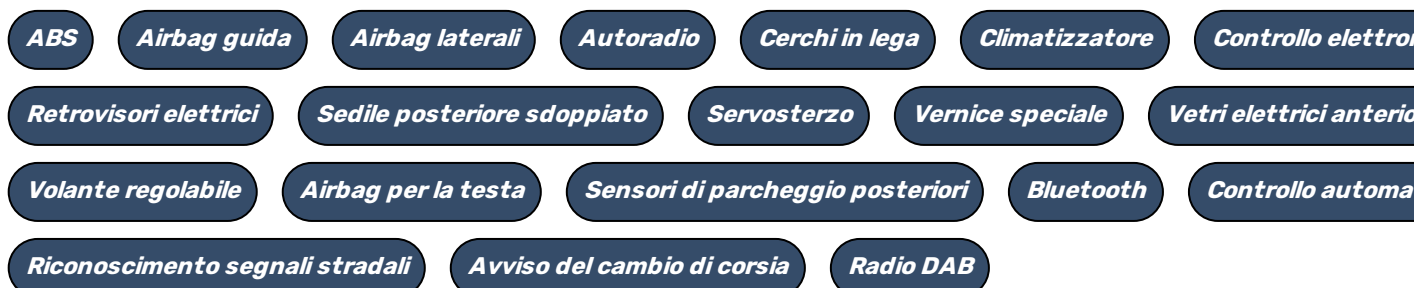 ABS Airbag guida Airbag laterali Autoradio Cerchi in lega Climatizzatore Controllo
Retrovisori elettrici Sedile posteriore sdoppiato Servosterzo Vernice speciale Vetri elettrici
Volante regolabile Airbag per la testa Sensori di parcheggio posteriori Bluetooth Controllo
Riconoscimento segnali stradali Avviso del cambio di corsia Radio DAB